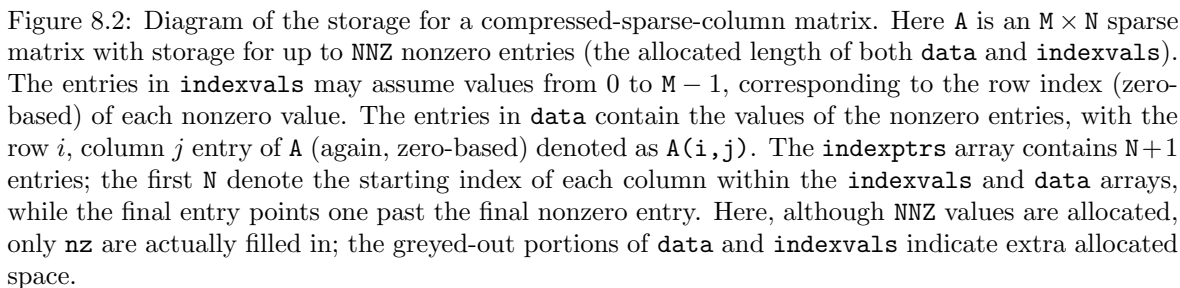 Figure 8.2: Diagram of the storage for a compressed-sparse-column matrix. Here A is an M × N sparse
matrix with storage for up to NNZ nonzero entries (the allocated length of both data and indexvals).
The entries in indexvals may assume values from 0 to M − 1, corresponding to the row index (zero-
based) of each nonzero value. The entries in data contain the values of the nonzero entries, with the
row i, column j entry of A (again, zero-based) denoted as A(i,j). The indexptrs array contains N+1
entries; the first N denote the starting index of each column within the indexvals and data arrays,
while the final entry points one past the final nonzero entry. Here, although NNZ values are allocated,
only nz are actually filled in; the greyed-out portions of data and indexvals indicate extra allocated
space.